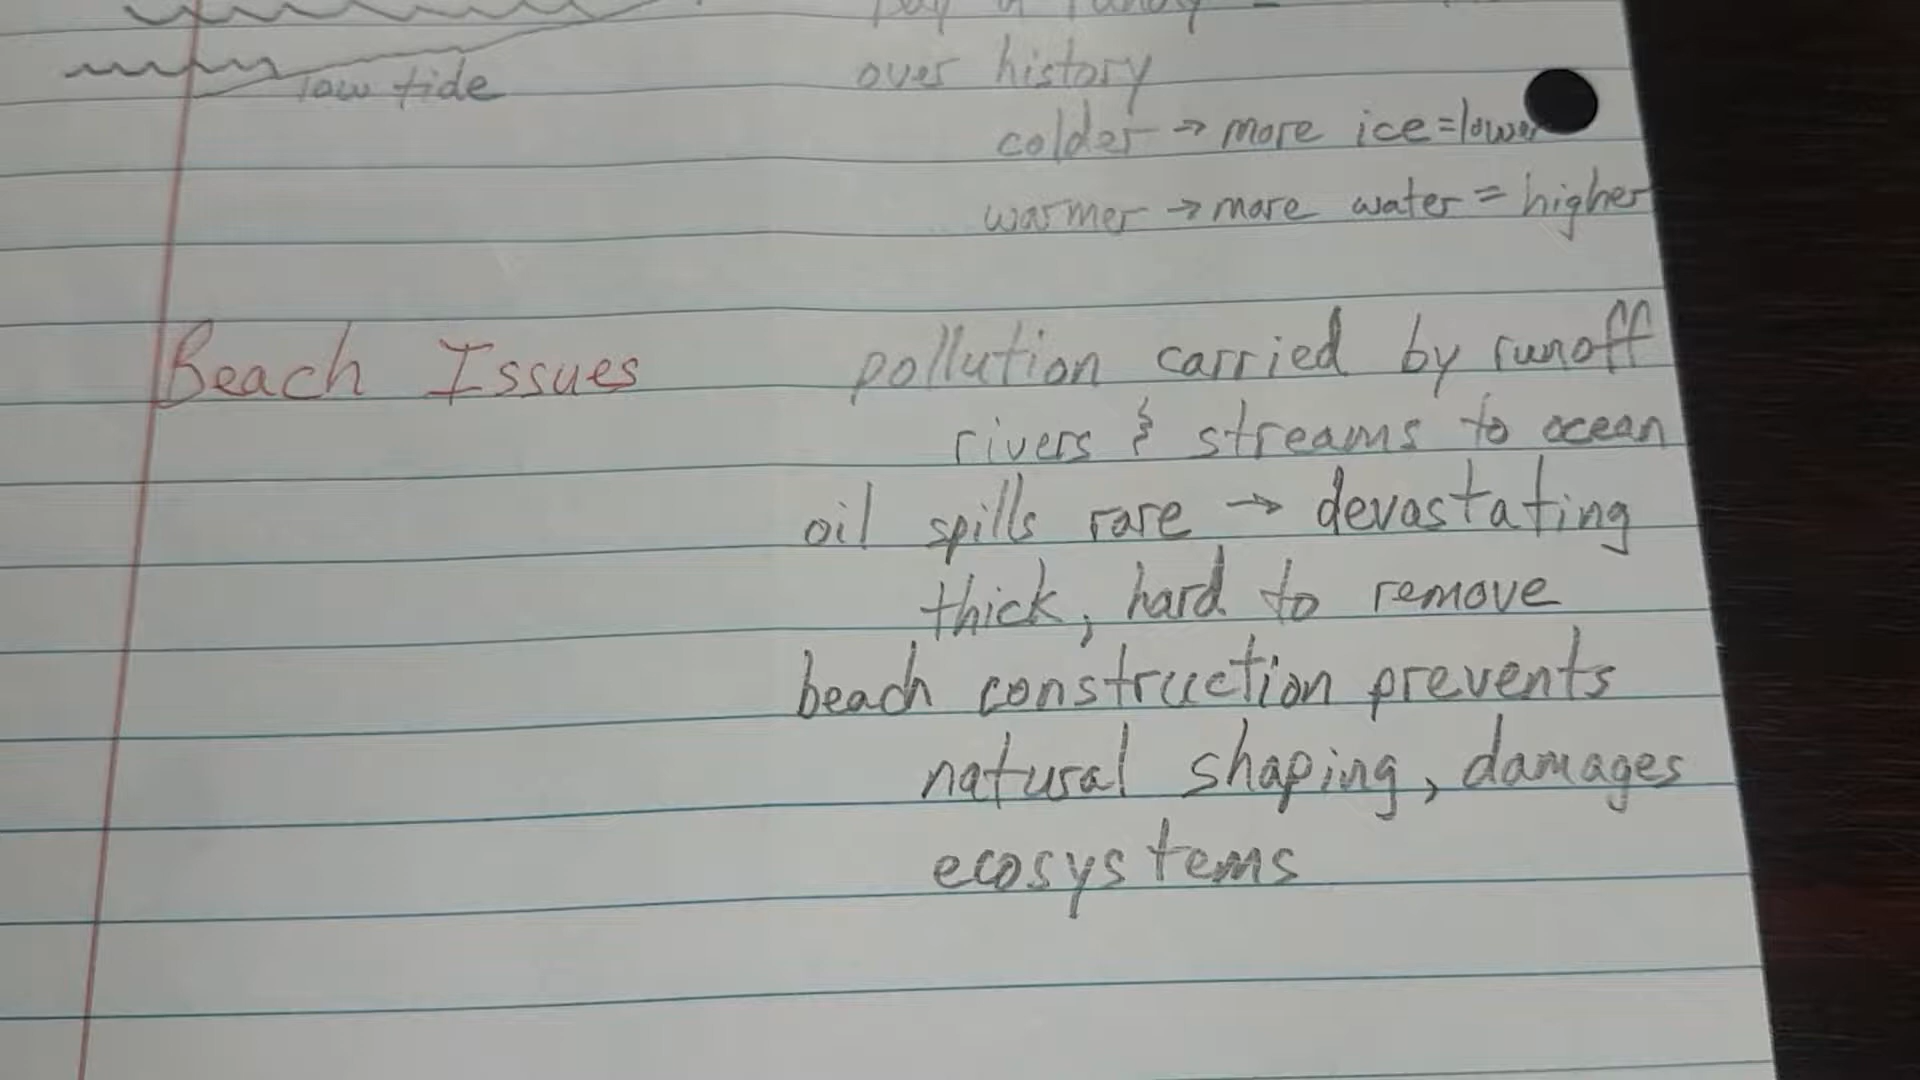 low tide
over history
colder → more ice = lower
warmer → more water = higher
Beach Issues
pollution carried by runoff
rivers & streams to ocean
oil spills rare → devastating
thick, hard to remove
beach construction prevents
natural shaping, damages
ecosystems